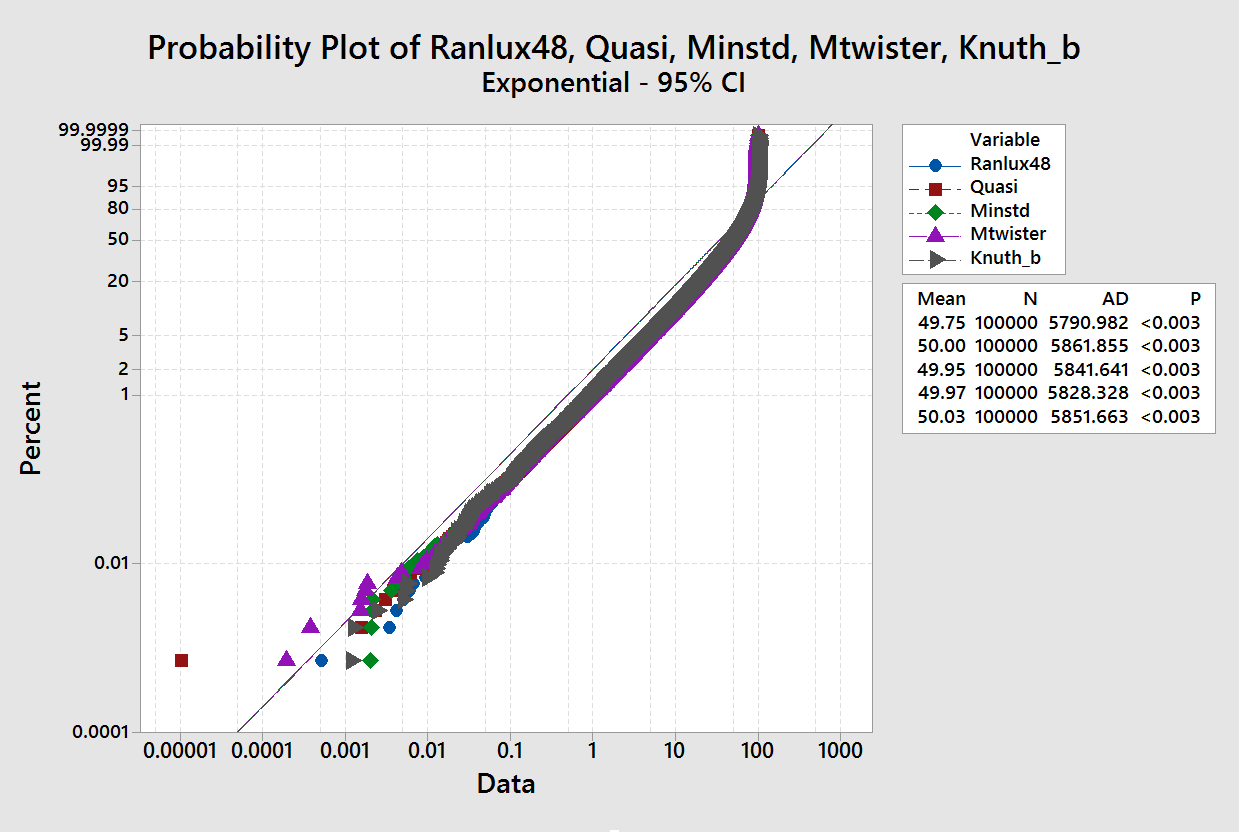 Probability Plot of Ranlux48, Quasi, Minstd, Mtwister, Knuth_b
Exponential - 95% CI
99.9999
99.99
95
80
50
20
5
2
1
0.01
0.0001
Percent
0.00001 0.0001 0.001 0.01 0.1 1 10 100 1000
Data
Variable
Ranlux48
Quasi
Minstd
Mtwister
Knuth_b
Mean N AD P
49.75 100000 5790.982 <0.003
50.00 100000 5861.855 <0.003
49.95 100000 5841.641 <0.003
49.97 100000 5828.328 <0.003
50.03 100000 5851.663 <0.003